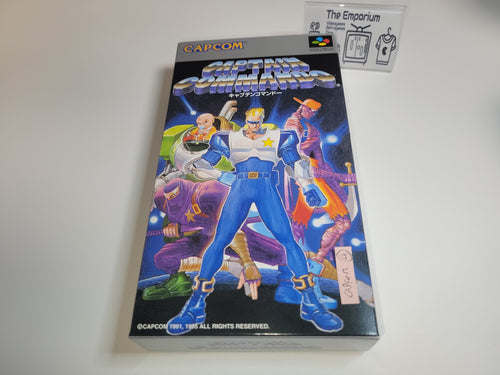 The Emporium
CAPCOM
CAPTAIN
COMMANDO
キャプテンコマンドー
CAPCOM
©CAPCOM 1991, 1995 ALL RIGHTS RESERVED.